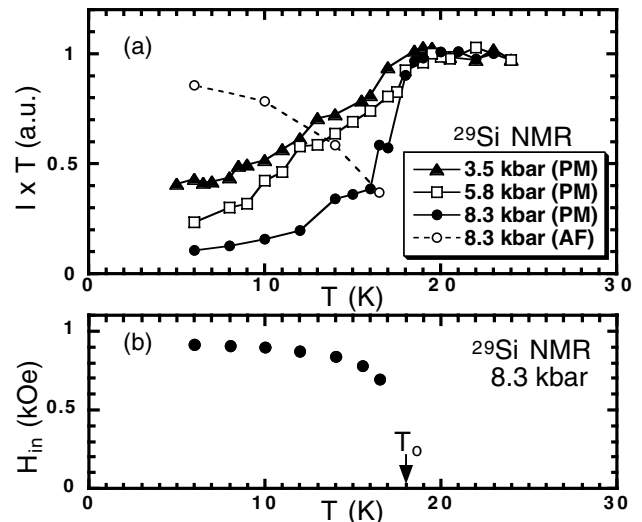 (a)
1
0.5
0
I x T (a.u.)
²⁹Si NMR
3.5 kbar (PM)
5.8 kbar (PM)
8.3 kbar (PM)
8.3 kbar (AF)
0 10 20 30
T (K)
(b)
1
0.5
0
H_in (kOe)
²⁹Si NMR
8.3 kbar
T_o
0 10 20 30
T (K)